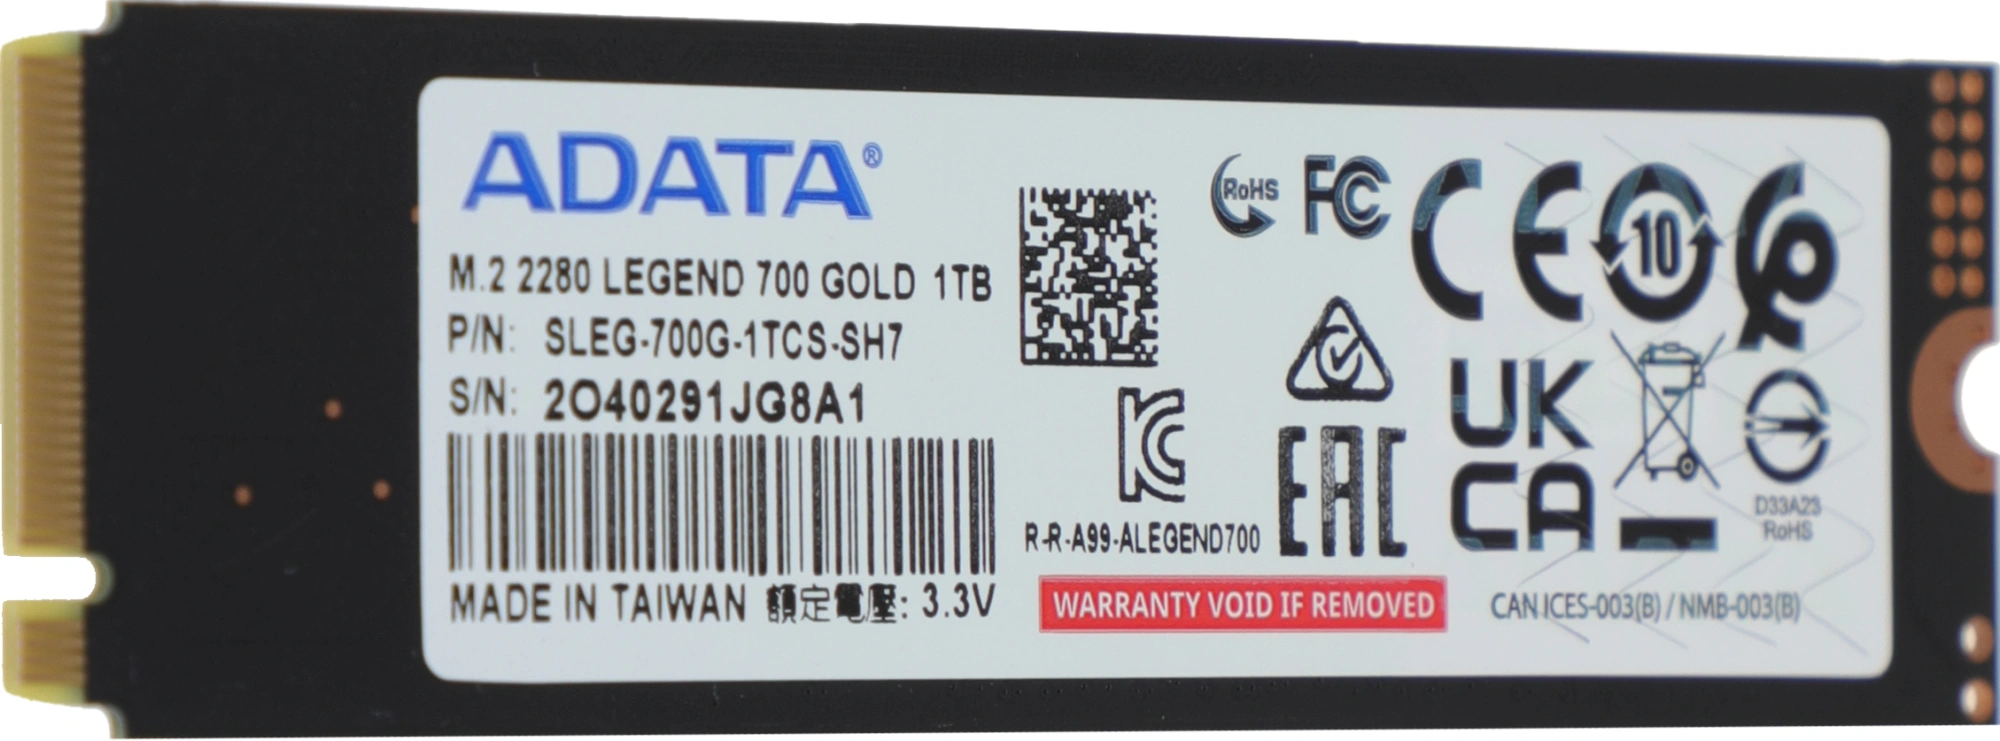 ADATA®
M.2 2280 LEGEND 700 GOLD 1TB
P/N: SLEG-700G-1TCS-SH7
S/N: 2O40291JG8A1
MADE IN TAIWAN 額定電壓: 3.3V
RoHS
FC
CE
10
UK
CA
EAC
R-R-A99-ALEGEND700
D33A23
RoHS
WARRANTY VOID IF REMOVED
CAN ICES-003(B) / NMB-003(B)